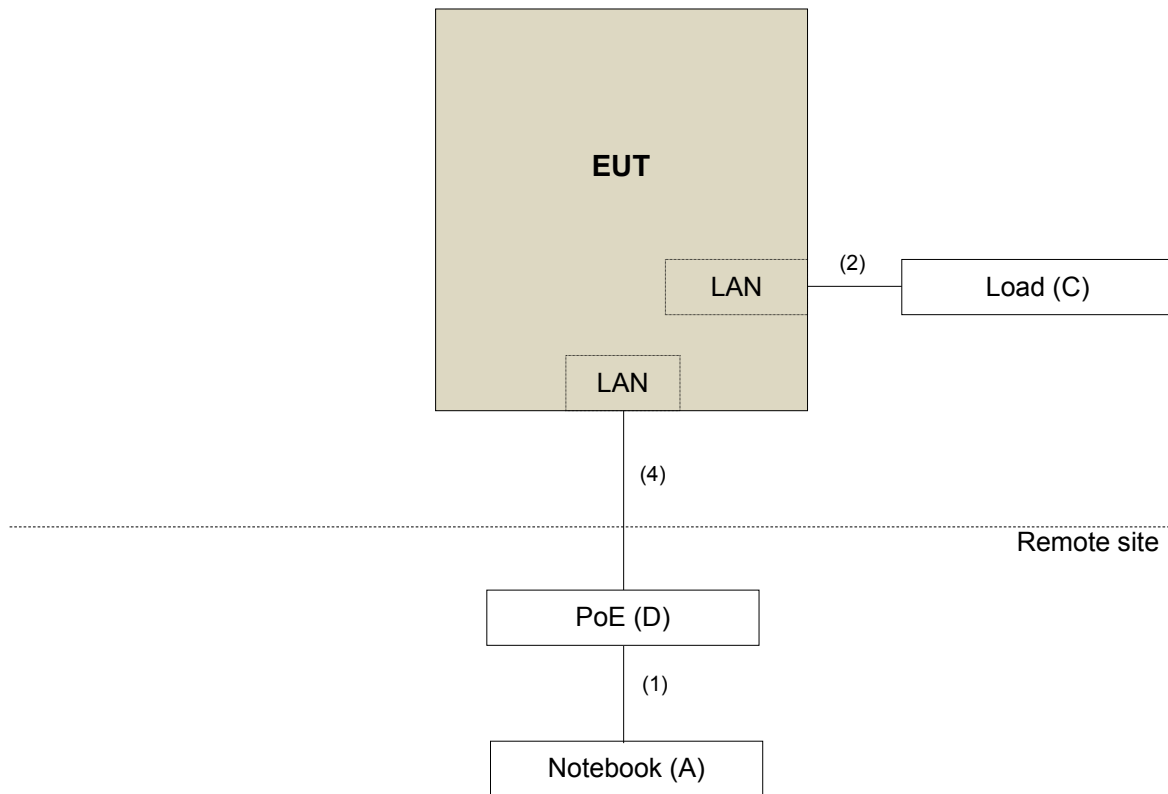 EUT
(2)
LAN
Load (C)
LAN
(4)
Remote site
PoE (D)
(1)
Notebook (A)